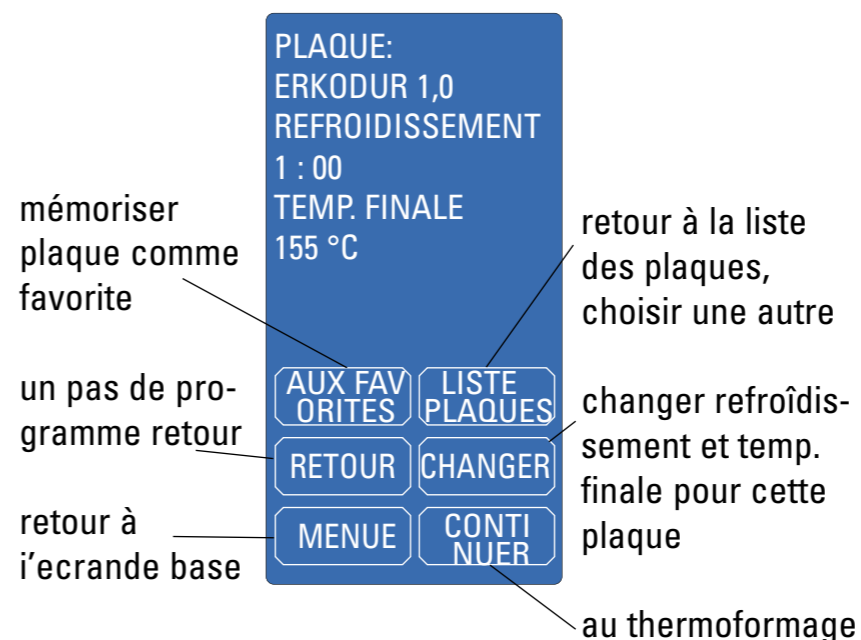 PLAQUE:
ERKODUR 1,0
REFROIDISSEMENT
1 : 00
TEMP. FINALE
155 °C
mémoriser
plaque comme
favorite
un pas de pro-
gramme retour
retour à
i’ecrande base
AUX FAV
ORITES
LISTE
PLAQUES
RETOUR
CHANGER
MENUE
CONTI
NUER
retour à la liste
des plaques,
choisir une autre
changer refroîdis-
sement et temp.
finale pour cette
plaque
au thermoformage